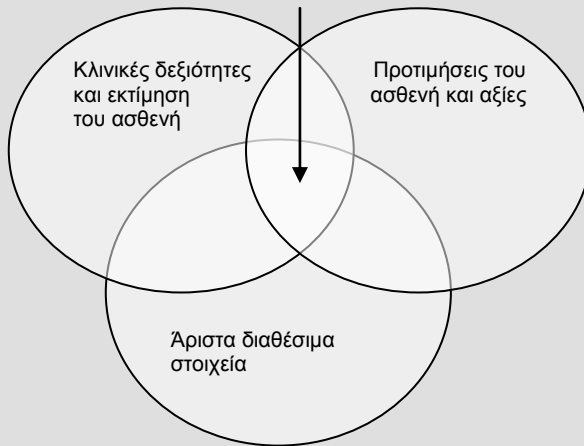 Κλινικές δεξιότητες
και εκτίμηση
του ασθενή
Προτιμήσεις του
ασθενή και αξίες
Άριστα διαθέσιμα
στοιχεία